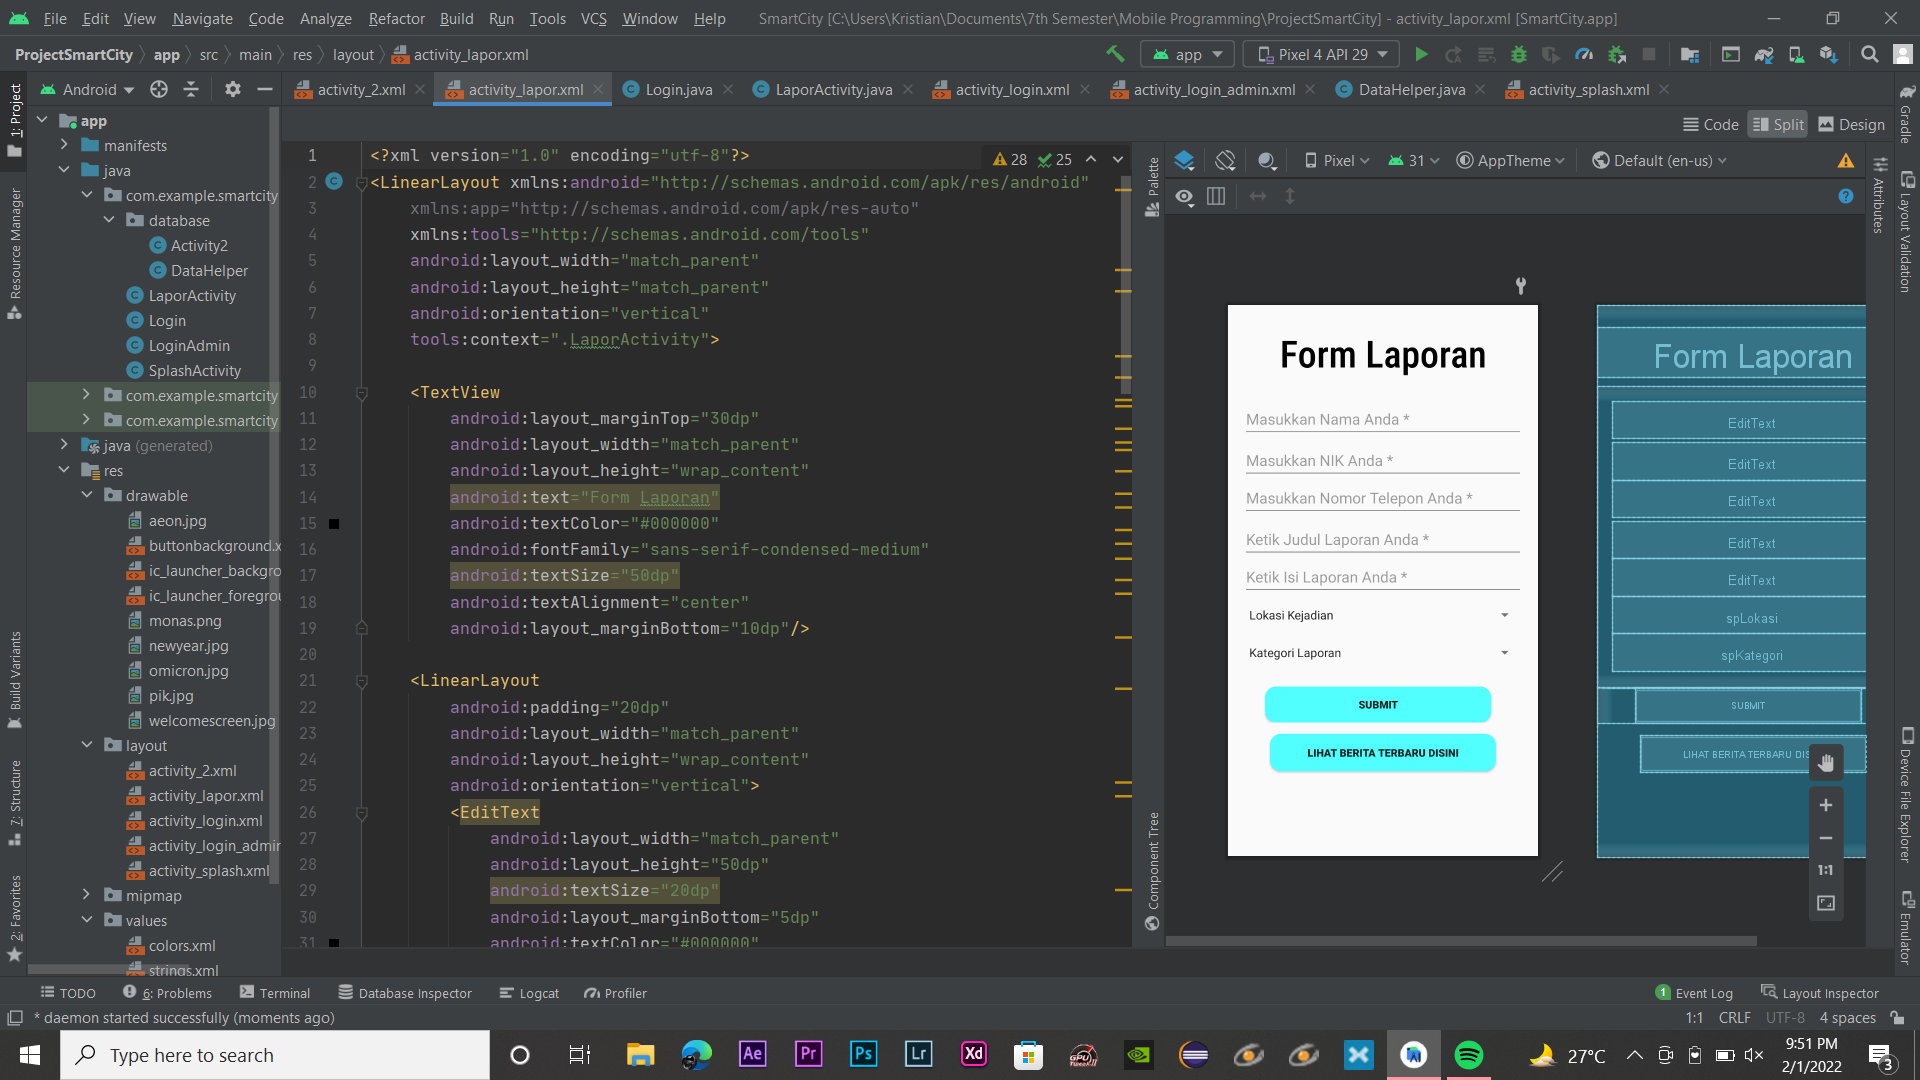 File Edit View Navigate Code Analyze Refactor Build Run Tools VCS Window Help SmartCity [C:\Users\Kristian\Documents\7th Semester\Mobile Programming\ProjectSmartCity] - activity_lapor.xml [SmartCity.app]
ProjectSmartCity app src main res layout activity_lapor.xml app Pixel 4 API 29
Android activity_2.xml activity_lapor.xml Login.java LaporActivity.java activity_login.xml activity_login_admin.xml DataHelper.java activity_splash.xml
Code Split Design
1: Project
Resource Manager
Build Variants
7: Structure
2: Favorites
app
manifests
java
com.example.smartcity
database
Activity2
DataHelper
LaporActivity
Login
LoginAdmin
SplashActivity
com.example.smartcity
com.example.smartcity
java (generated)
res
drawable
aeon.jpg
buttonbackground.x
ic_launcher_backgro
ic_launcher_foregrou
monas.png
newyear.jpg
omicron.jpg
pik.jpg
welcomescreen.jpg
layout
activity_2.xml
activity_lapor.xml
activity_login.xml
activity_login_admin
activity_splash.xml
mipmap
values
colors.xml
strings.xml
28 25
1 <?xml version="1.0" encoding="utf-8"?>
2 <LinearLayout xmlns:android="http://schemas.android.com/apk/res/android"
3 xmlns:app="http://schemas.android.com/apk/res-auto"
4 xmlns:tools="http://schemas.android.com/tools"
5 android:layout_width="match_parent"
6 android:layout_height="match_parent"
7 android:orientation="vertical"
8 tools:context=".LaporActivity">
9
10 <TextView
11 android:layout_marginTop="30dp"
12 android:layout_width="match_parent"
13 android:layout_height="wrap_content"
14 android:text="Form Laporan"
15 android:textColor="#000000"
16 android:fontFamily="sans-serif-condensed-medium"
17 android:textSize="50dp"
18 android:textAlignment="center"
19 android:layout_marginBottom="10dp"/>
20
21 <LinearLayout
22 android:padding="20dp"
23 android:layout_width="match_parent"
24 android:layout_height="wrap_content"
25 android:orientation="vertical">
26 <EditText
27 android:layout_width="match_parent"
28 android:layout_height="50dp"
29 android:textSize="20dp"
30 android:layout_marginBottom="5dp"
31 android:textColor="#000000"
Palette
Component Tree
Pixel 31 AppTheme Default (en-us)
Form Laporan
Masukkan Nama Anda *
Masukkan NIK Anda *
Masukkan Nomor Telepon Anda *
Ketik Judul Laporan Anda *
Ketik Isi Laporan Anda *
Lokasi Kejadian
Kategori Laporan
SUBMIT
LIHAT BERITA TERBARU DISINI
Form Laporan
EditText
EditText
EditText
EditText
EditText
spLokasi
spKategori
SUBMIT
LIHAT BERITA TERBARU DIS
1:1
Attributes
Gradle
Layout Validation
Device File Explorer
Emulator
TODO 6: Problems Terminal Database Inspector Logcat Profiler 1 Event Log Layout Inspector
* daemon started successfully (moments ago) 1:1 CRLF UTF-8 4 spaces
Type here to search
Ae Pr Ps Lr Xd
27°C
9:51 PM
2/1/2022
3